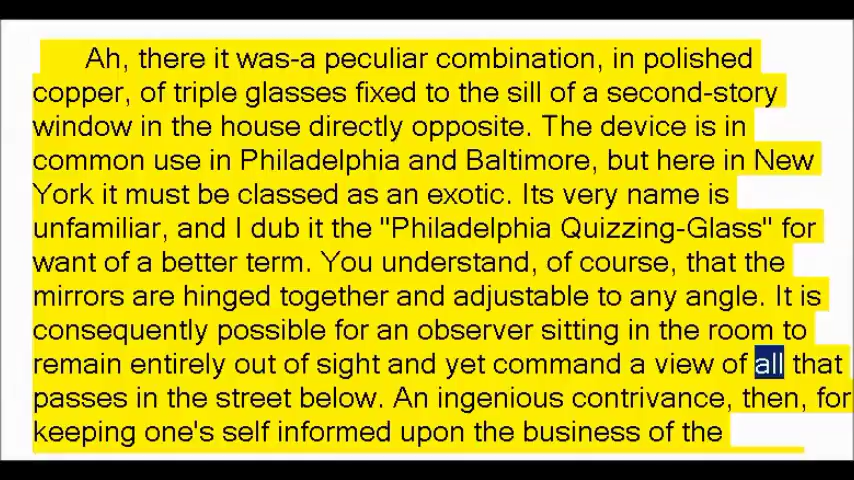 Ah, there it was-a peculiar combination, in polished
copper, of triple glasses fixed to the sill of a second-story
window in the house directly opposite. The device is in
common use in Philadelphia and Baltimore, but here in New
York it must be classed as an exotic. Its very name is
unfamiliar, and I dub it the "Philadelphia Quizzing-Glass" for
want of a better term. You understand, of course, that the
mirrors are hinged together and adjustable to any angle. It is
consequently possible for an observer sitting in the room to
remain entirely out of sight and yet command a view of all that
passes in the street below. An ingenious contrivance, then, for
keeping one's self informed upon the business of the